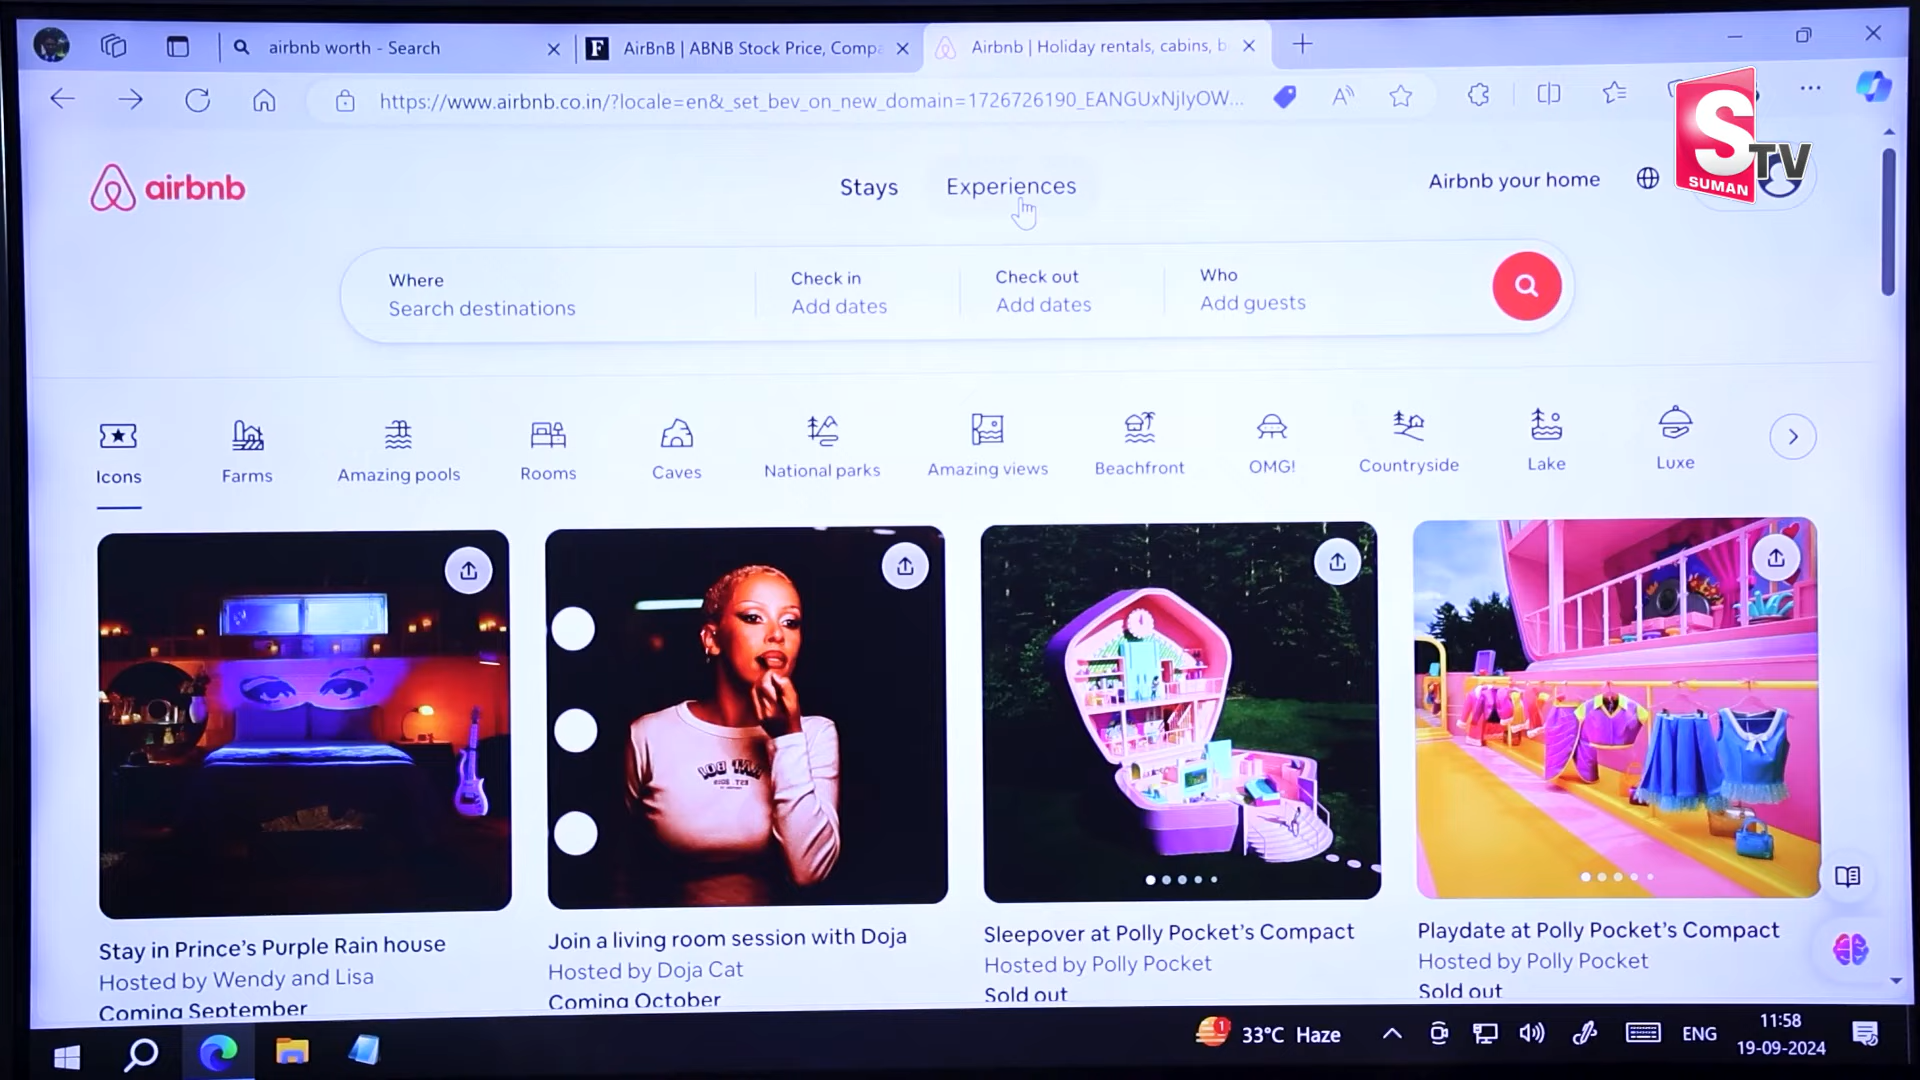 airbnb worth - Search
AirBnB | ABNB Stock Price, Compa
Airbnb | Holiday rentals, cabins, b
https://www.airbnb.co.in/?locale=en&_set_bev_on_new_domain=1726726190_EANGUxNjIyOW...
S
TV
SUMAN
airbnb
Stays
Experiences
Airbnb your home
Where
Search destinations
Check in
Add dates
Check out
Add dates
Who
Add guests
Icons
Farms
Amazing pools
Rooms
Caves
National parks
Amazing views
Beachfront
OMG!
Countryside
Lake
Luxe
Stay in Prince's Purple Rain house
Hosted by Wendy and Lisa
Coming September
Join a living room session with Doja
Hosted by Doja Cat
Coming October
Sleepover at Polly Pocket's Compact
Hosted by Polly Pocket
Sold out
Playdate at Polly Pocket's Compact
Hosted by Polly Pocket
Sold out
1
33°C Haze
ENG
11:58
19-09-2024